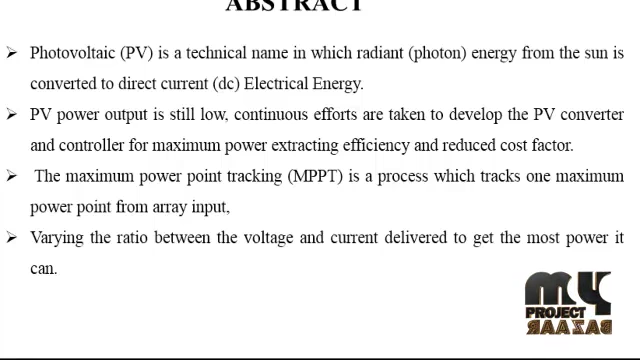 ABSTRACT
➢ Photovoltaic (PV) is a technical name in which radiant (photon) energy from the sun is
converted to direct current (dc) Electrical Energy.
➢ PV power output is still low, continuous efforts are taken to develop the PV converter
and controller for maximum power extracting efficiency and reduced cost factor.
➢ The maximum power point tracking (MPPT) is a process which tracks one maximum
power point from array input,
➢ Varying the ratio between the voltage and current delivered to get the most power it
can.
MY
PROJECT
BAZAAR